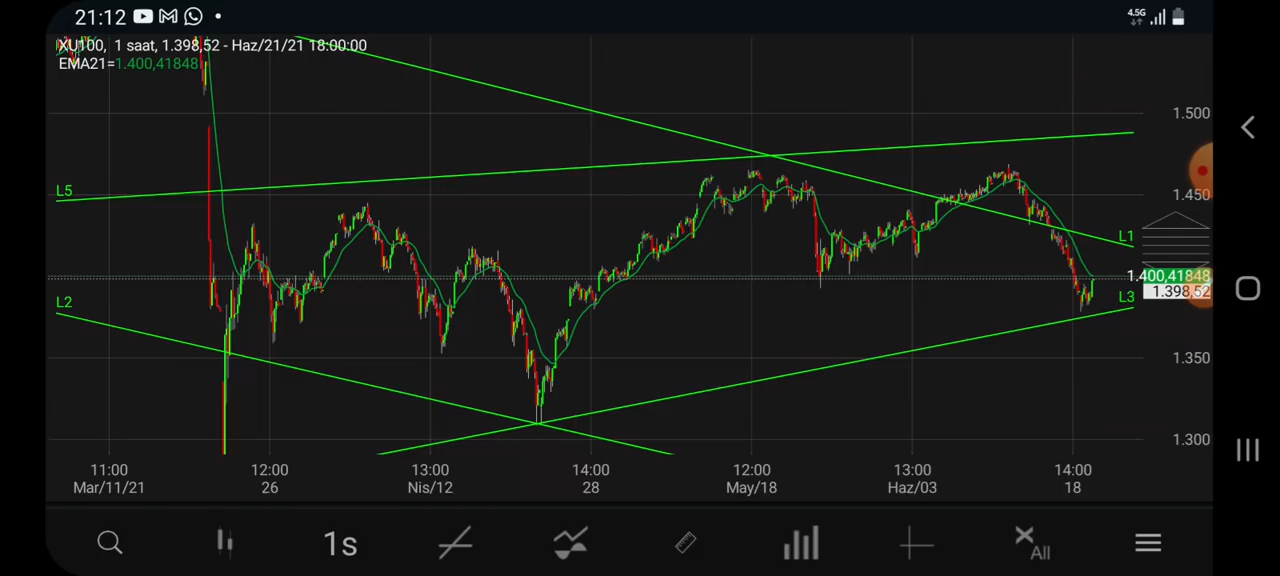 21:12
4.5G
XU100, 1 saat, 1.398,52 - Haz/21/21 18:00:00
EMA21=1.400,41848
1.500
L5
1.450
L1
1.400,41848
L3
1.398,52
L2
1.350
1.300
11:00 12:00 13:00 14:00 12:00 13:00 14:00
Mar/11/21 26 Nis/12 28 May/18 Haz/03 18
1s
All